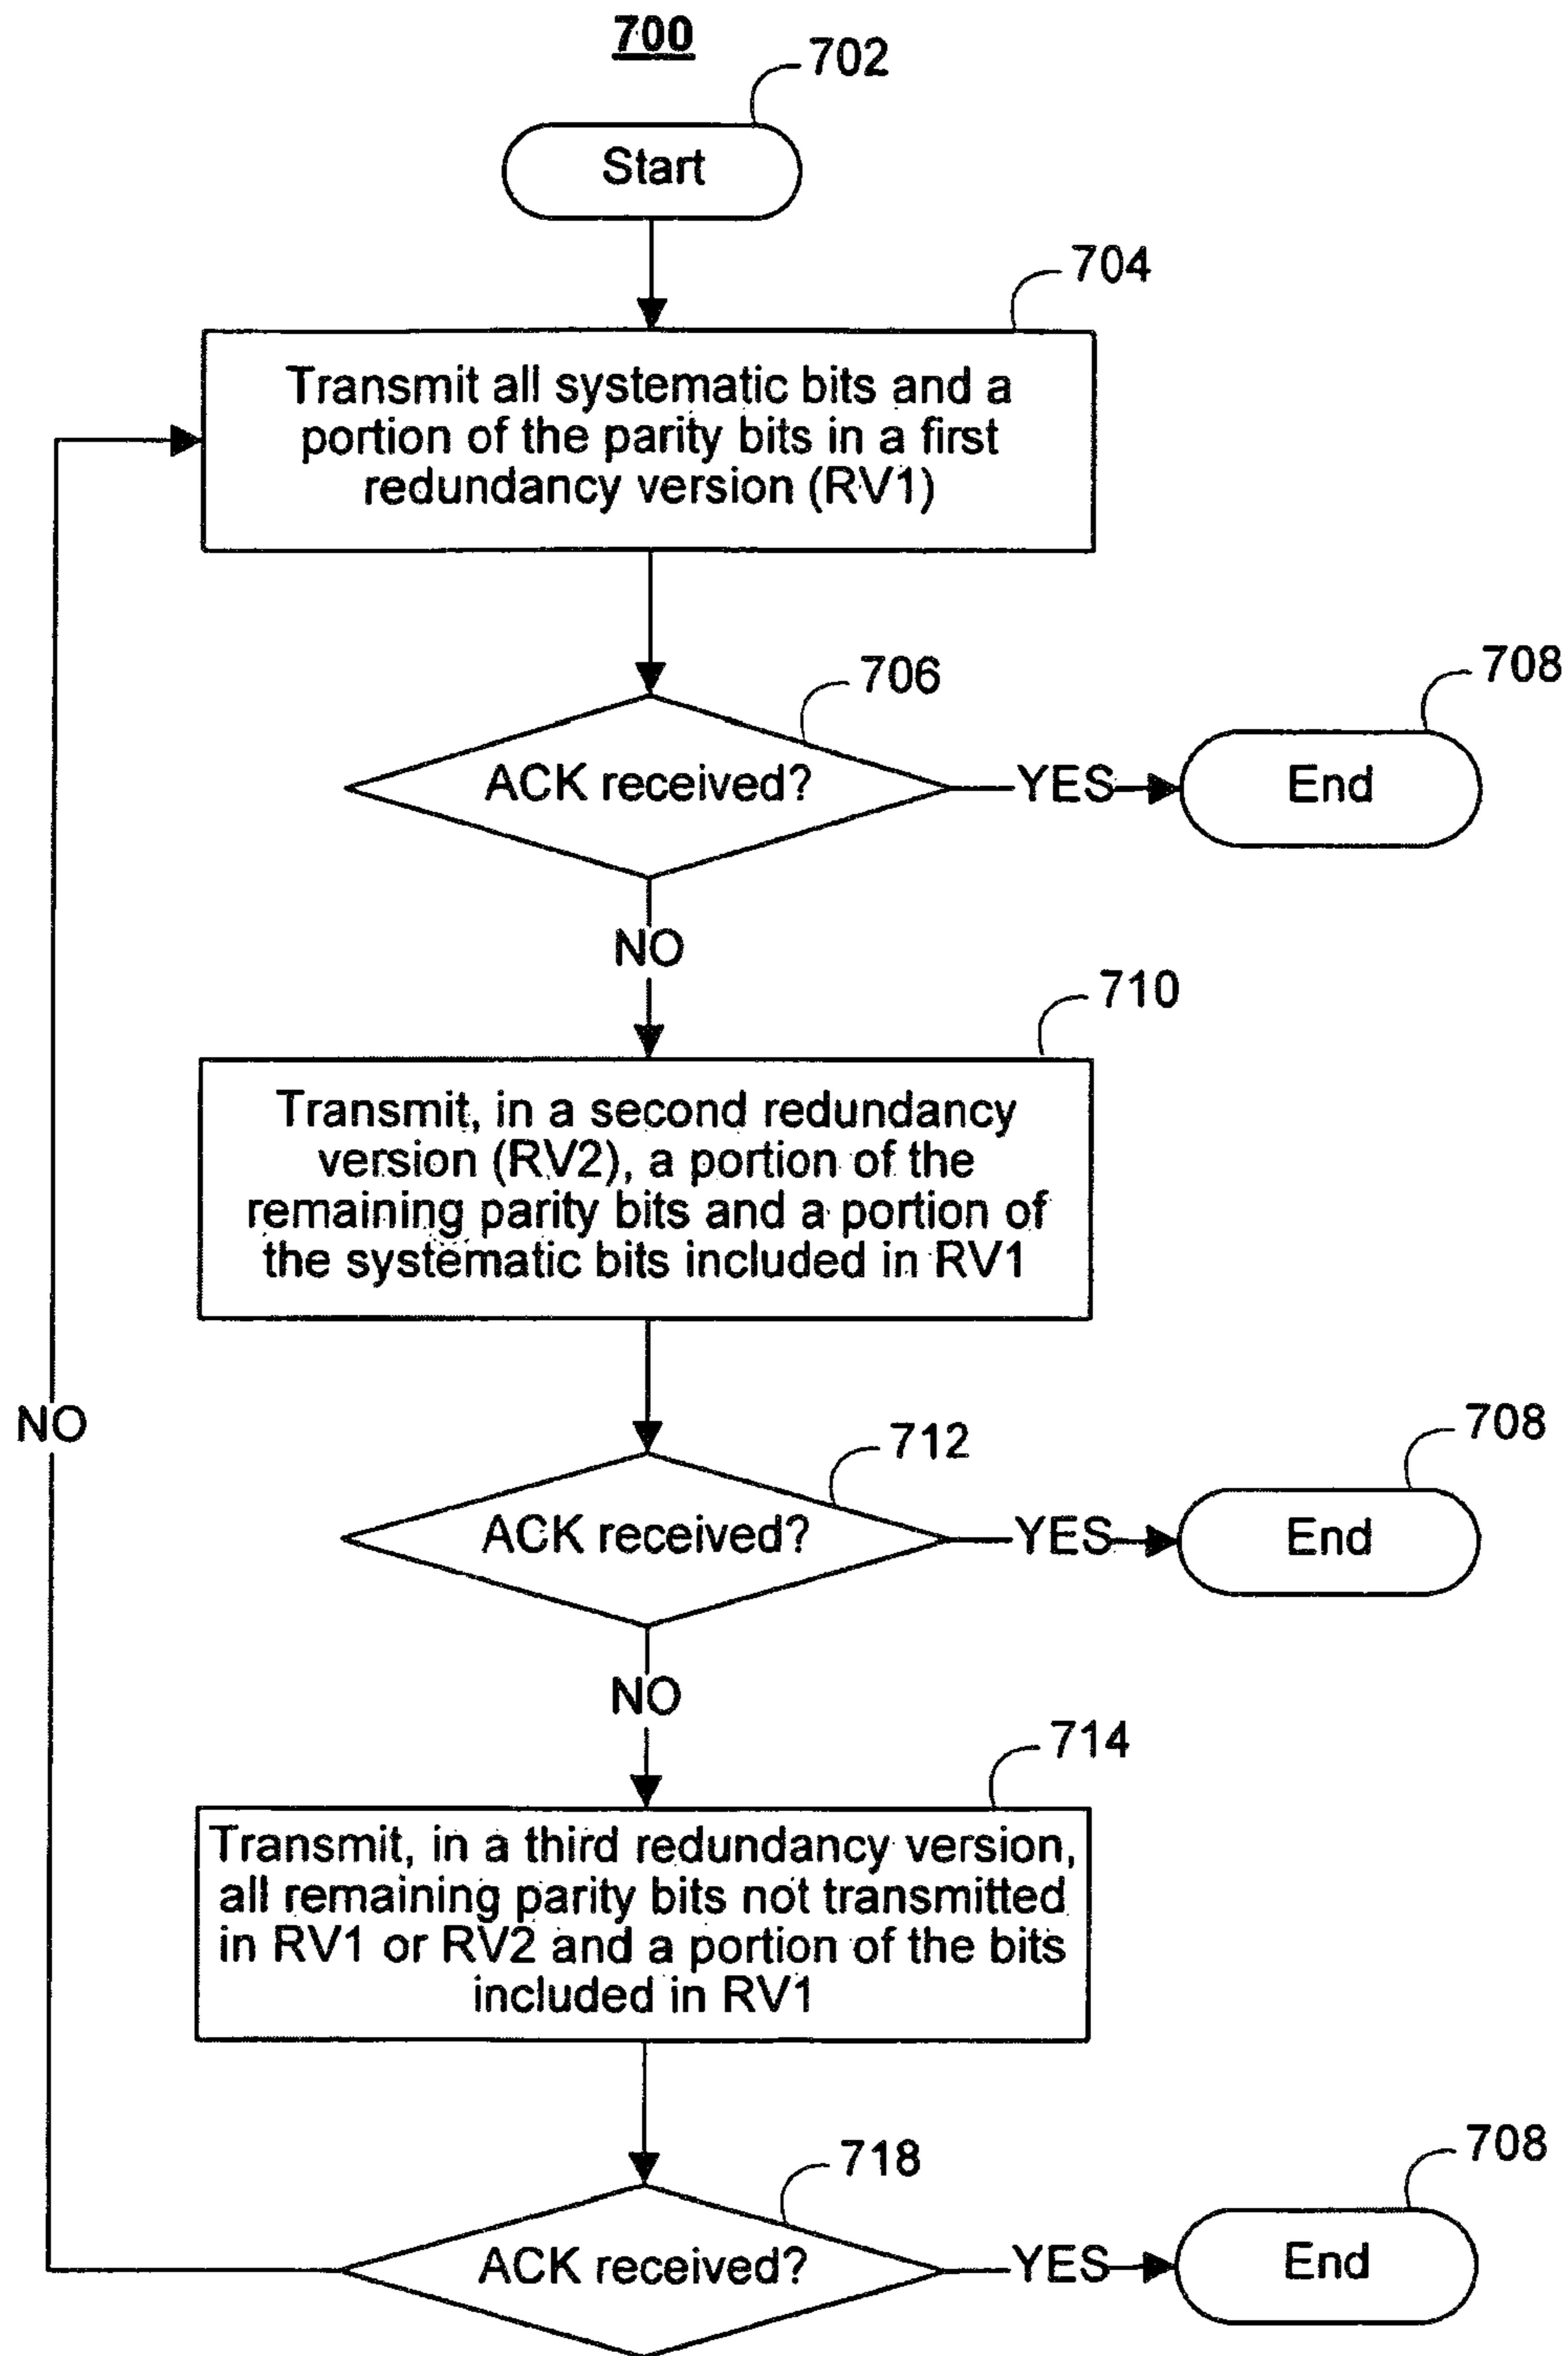 700
702
Start
704
Transmit all systematic bits and a
portion of the parity bits in a first
redundancy version (RV1)
706
708
ACK received?
YES
End
NO
710
Transmit, in a second redundancy
version (RV2), a portion of the
remaining parity bits and a portion of
the systematic bits included in RV1
NO
712
708
ACK received?
YES
End
NO
714
Transmit, in a third redundancy version,
all remaining parity bits not transmitted
in RV1 or RV2 and a portion of the bits
included in RV1
718
708
ACK received?
YES
End